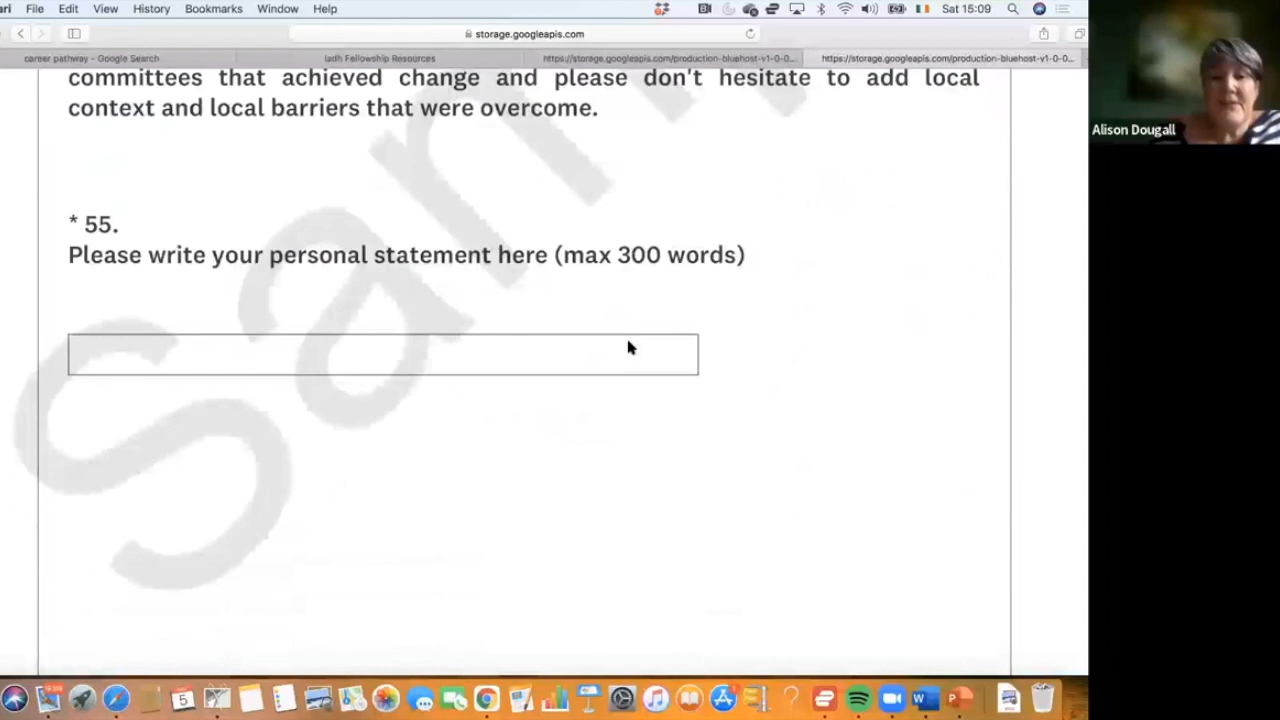 ari File Edit View History Bookmarks Window Help Sat 15:09
storage.googleapis.com
career pathway - Google Search
Iadh Fellowship Resources
https://storage.googleapis.com/production-bluehost-v1-0-0...
https://storage.googleapis.com/production-bluehost-v1-0-0...
committees that achieved change and please don't hesitate to add local
context and local barriers that were overcome.
* 55.
Please write your personal statement here (max 300 words)
Sam
Alison Dougall
5
W